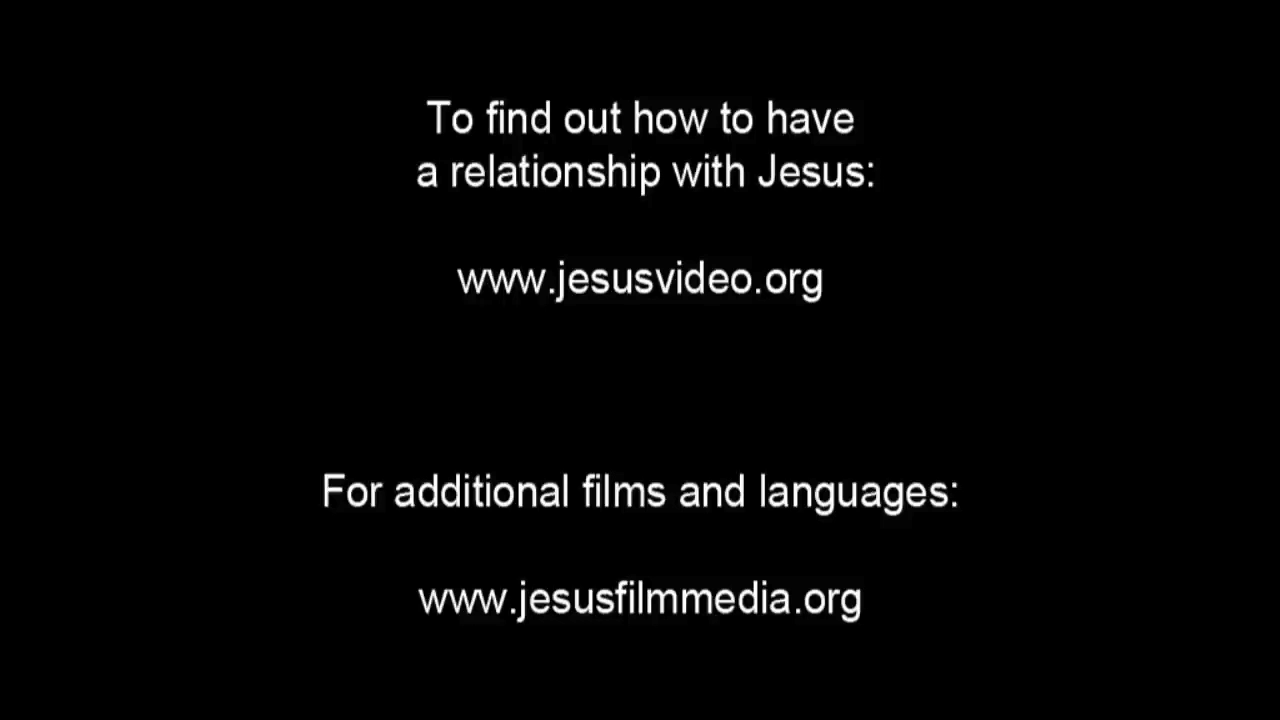 To find out how to have
a relationship with Jesus:
www.jesusvideo.org
For additional films and languages:
www.jesusfilmmedia.org